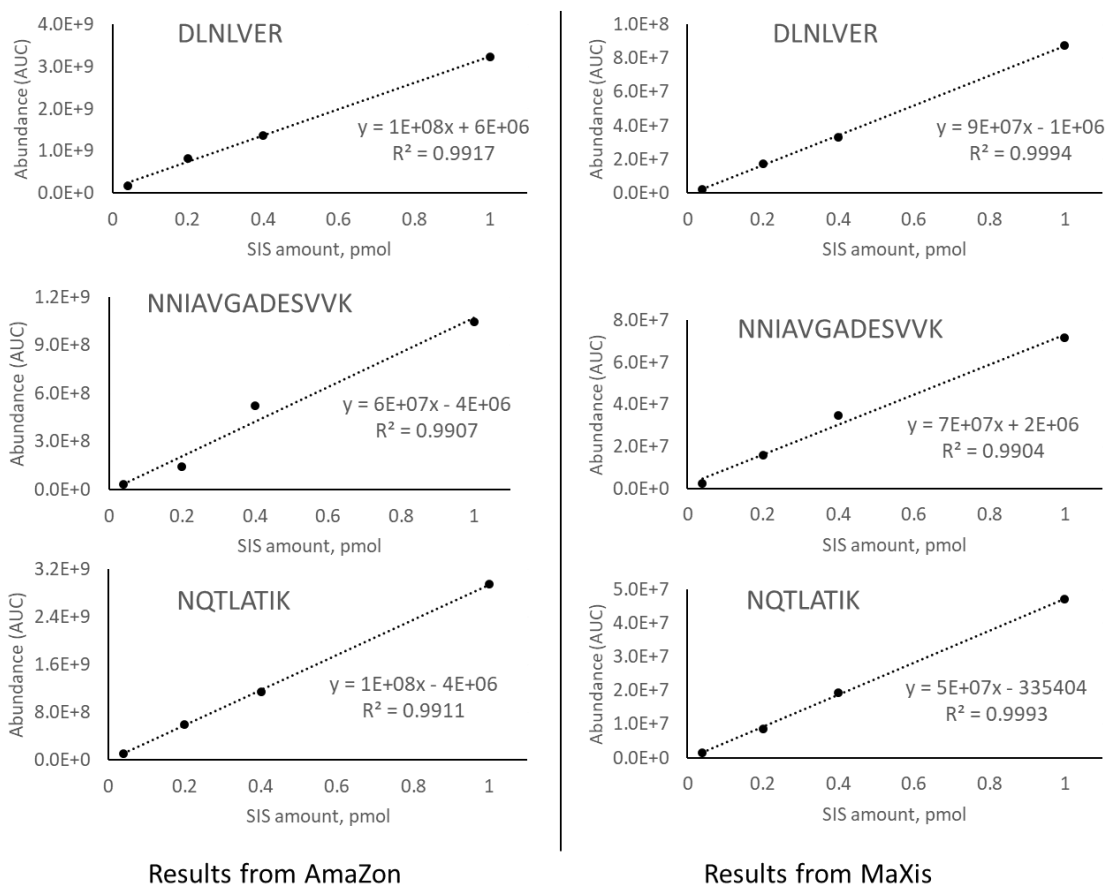 DLNLVER
Abundance (AUC)
4.0E+9
3.0E+9
2.0E+9
1.0E+9
0.0E+0
y = 1E+08x + 6E+06
R² = 0.9917
0 0.2 0.4 0.6 0.8 1
SIS amount, pmol
NNIAVGADESVVK
Abundance (AUC)
1.2E+9
9.0E+8
6.0E+8
3.0E+8
0.0E+0
y = 6E+07x - 4E+06
R² = 0.9907
0 0.2 0.4 0.6 0.8 1
SIS amount, pmol
NQTLATIK
Abundance (AUC)
3.2E+9
2.4E+9
1.6E+9
8.0E+8
0.0E+0
y = 1E+08x - 4E+06
R² = 0.9911
0 0.2 0.4 0.6 0.8 1
SIS amount, pmol
Results from AmaZon
DLNLVER
Abundance (AUC)
1.0E+8
8.0E+7
6.0E+7
4.0E+7
2.0E+7
0.0E+0
y = 9E+07x - 1E+06
R² = 0.9994
0 0.2 0.4 0.6 0.8 1
SIS amount, pmol
NNIAVGADESVVK
Abundance (AUC)
8.0E+7
6.0E+7
4.0E+7
2.0E+7
0.0E+0
y = 7E+07x + 2E+06
R² = 0.9904
0 0.2 0.4 0.6 0.8 1
SIS amount, pmol
NQTLATIK
Abundance (AUC)
5.0E+7
4.0E+7
3.0E+7
2.0E+7
1.0E+7
0.0E+0
y = 5E+07x - 335404
R² = 0.9993
0 0.2 0.4 0.6 0.8 1
SIS amount, pmol
Results from MaXis